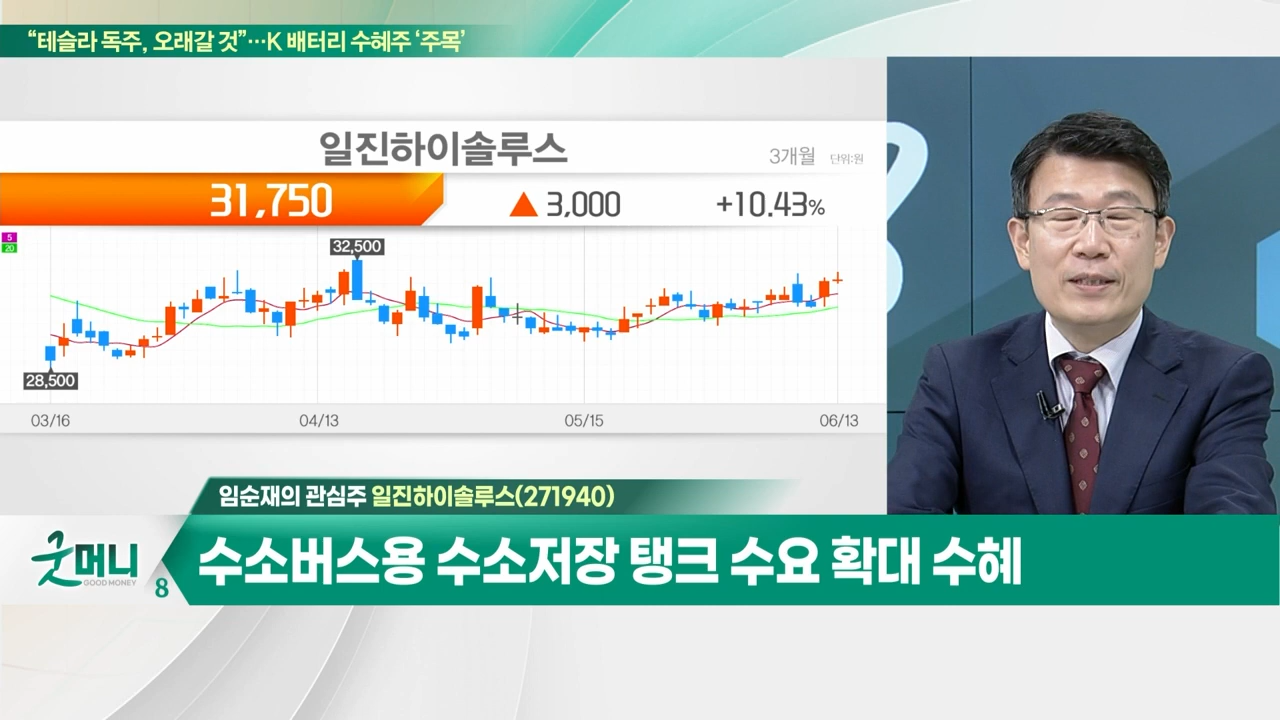 “테슬라 독주, 오래갈 것”…K 배터리 수혜주 ‘주목’
일진하이솔루스
3개월 단위:원
31,750 ▲ 3,000 +10.43%
5
20
32,500
28,500
03/16 04/13 05/15 06/13
임순재의 관심주 일진하이솔루스(271940)
굿머니
GOOD MONEY
8
수소버스용 수소저장 탱크 수요 확대 수혜